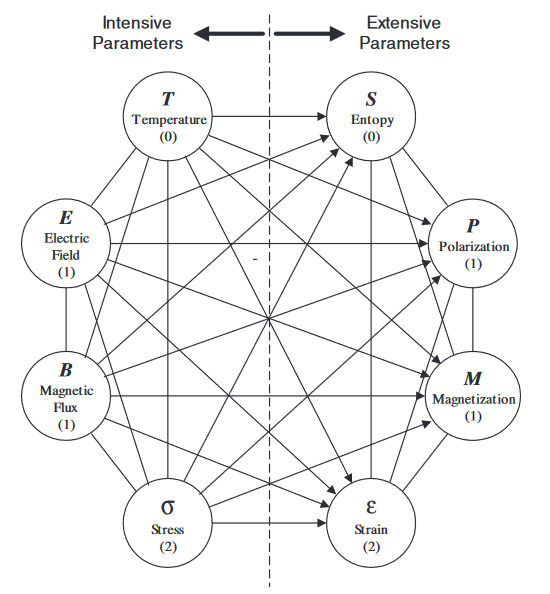 Intensive
Parameters
Extensive
Parameters
T
Temperature
(0)
S
Entopy
(0)
E
Electric
Field
(1)
P
Polarization
(1)
B
Magnetic
Flux
(1)
M
Magnetization
(1)
σ
Stress
(2)
ε
Strain
(2)